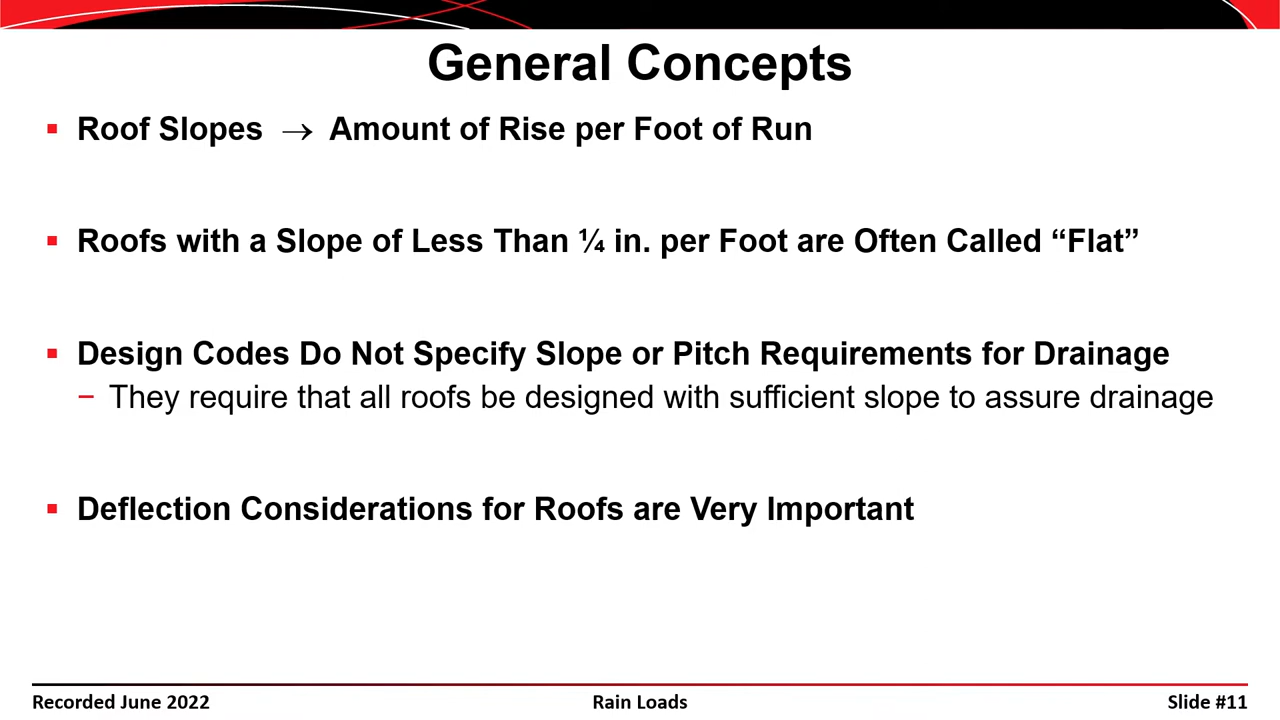 General Concepts
▪ Roof Slopes → Amount of Rise per Foot of Run
▪ Roofs with a Slope of Less Than ¼ in. per Foot are Often Called “Flat”
▪ Design Codes Do Not Specify Slope or Pitch Requirements for Drainage
− They require that all roofs be designed with sufficient slope to assure drainage
▪ Deflection Considerations for Roofs are Very Important
Recorded June 2022 Rain Loads Slide #11